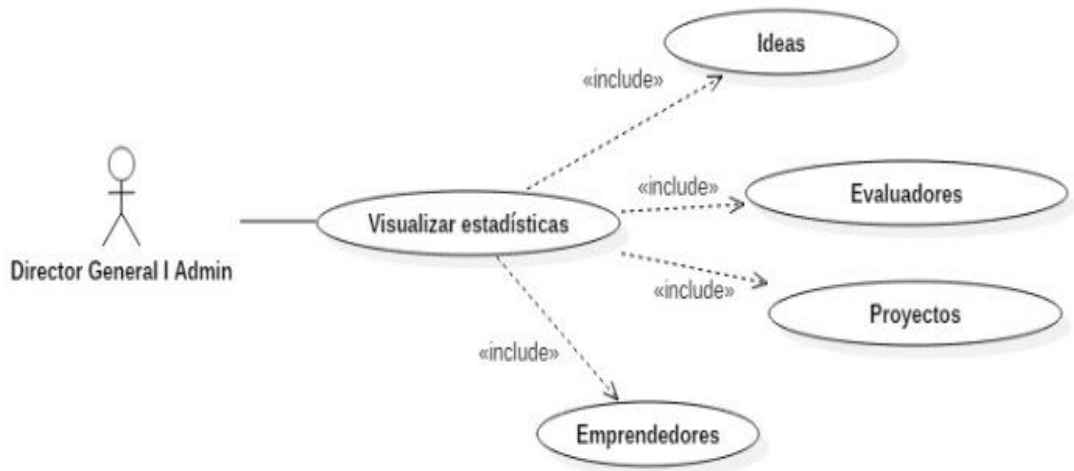 Ideas
«include»
«include»
Evaluadores
Visualizar estadísticas
Director General I Admin
«include»
Proyectos
«include»
Emprendedores